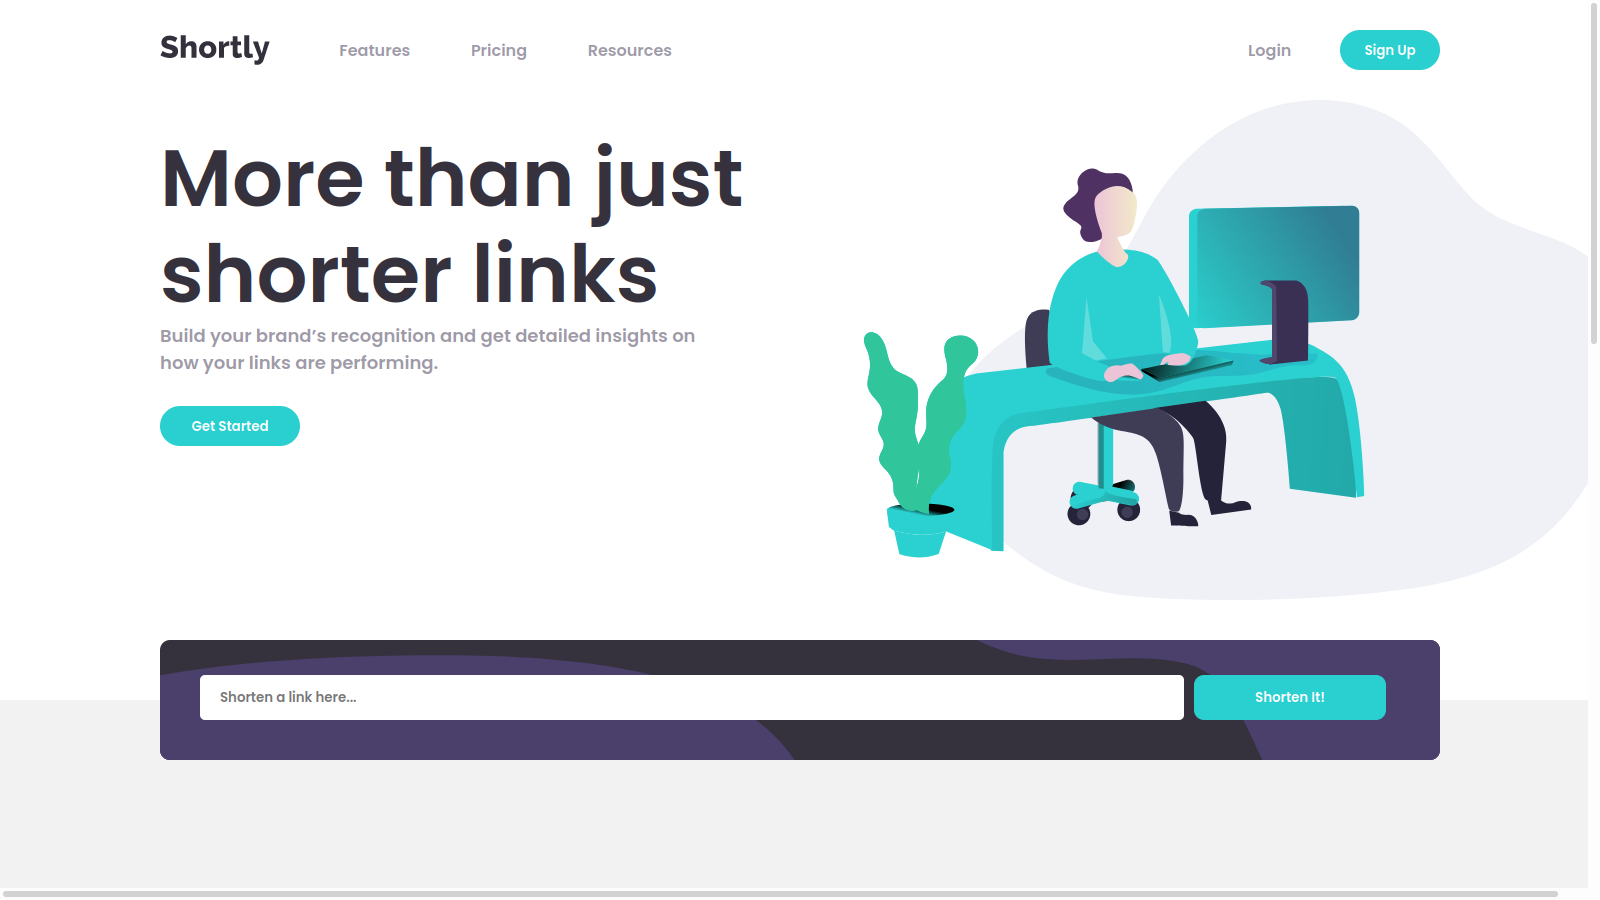 Shortly
Features
Pricing
Resources
Login
Sign Up
More than just
shorter links
Build your brand’s recognition and get detailed insights on
how your links are performing.
Get Started
Shorten a link here...
Shorten It!